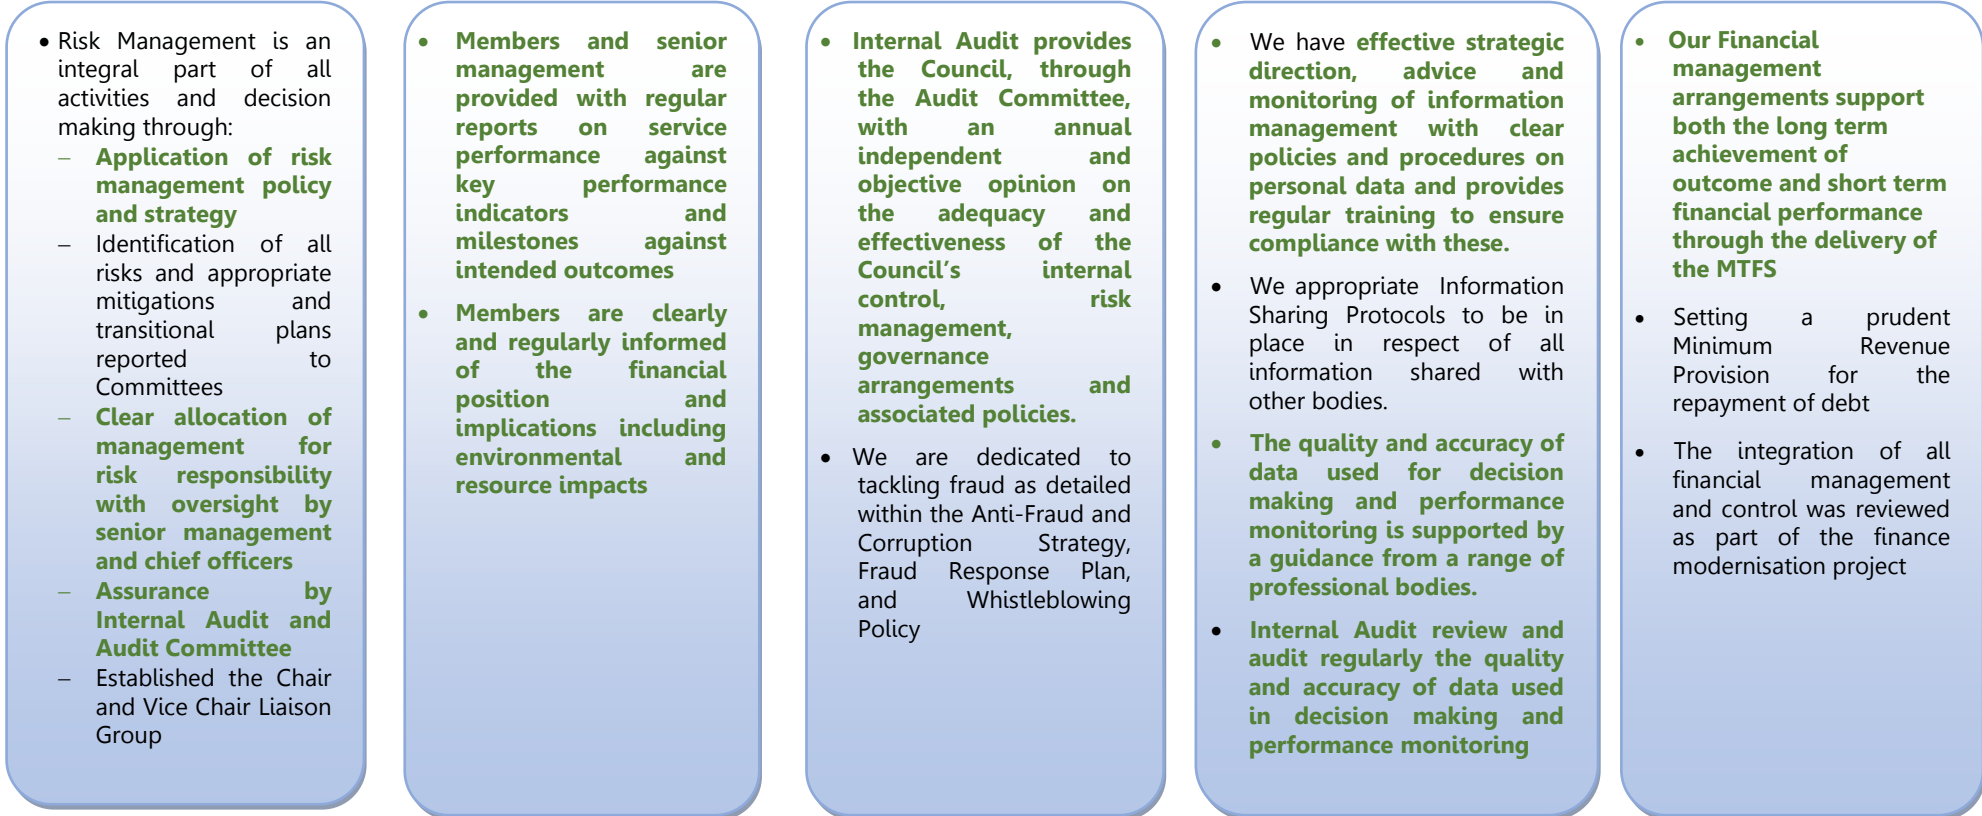 • Risk Management is an
integral part of all
activities and decision
making through:
– Application of risk
management policy
and strategy
– Identification of all
risks and appropriate
mitigations and
transitional plans
reported to
Committees
– Clear allocation of
management for
risk responsibility
with oversight by
senior management
and chief officers
– Assurance by
Internal Audit and
Audit Committee
– Established the Chair
and Vice Chair Liaison
Group
• Members and senior
management are
provided with regular
reports on service
performance against
key performance
indicators and
milestones against
intended outcomes
• Members are clearly
and regularly informed
of the financial
position and
implications including
environmental and
resource impacts
• Internal Audit provides
the Council, through
the Audit Committee,
with an annual
independent and
objective opinion on
the adequacy and
effectiveness of the
Council's internal
control, risk
management,
governance
arrangements and
associated policies.
• We are dedicated to
tackling fraud as detailed
within the Anti-Fraud and
Corruption Strategy,
Fraud Response Plan,
and Whistleblowing
Policy
• We have effective strategic
direction, advice and
monitoring of information
management with clear
policies and procedures on
personal data and provides
regular training to ensure
compliance with these.
• We appropriate Information
Sharing Protocols to be in
place in respect of all
information shared with
other bodies.
• The quality and accuracy of
data used for decision
making and performance
monitoring is supported by
a guidance from a range of
professional bodies.
• Internal Audit review and
audit regularly the quality
and accuracy of data used
in decision making and
performance monitoring
• Our Financial
management
arrangements support
both the long term
achievement of
outcome and short term
financial performance
through the delivery of
the MTFS
• Setting a prudent
Minimum Revenue
Provision for the
repayment of debt
• The integration of all
financial management
and control was reviewed
as part of the finance
modernisation project